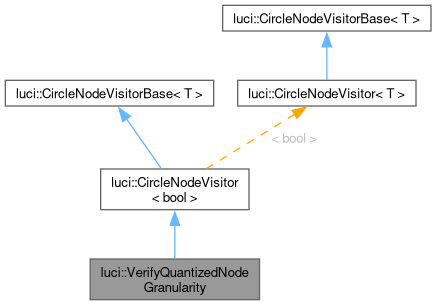 luci::CircleNodeVisitorBase< T >
luci::CircleNodeVisitorBase< T >
luci::CircleNodeVisitor< T >
< bool >
luci::CircleNodeVisitor
< bool >
luci::VerifyQuantizedNode
Granularity